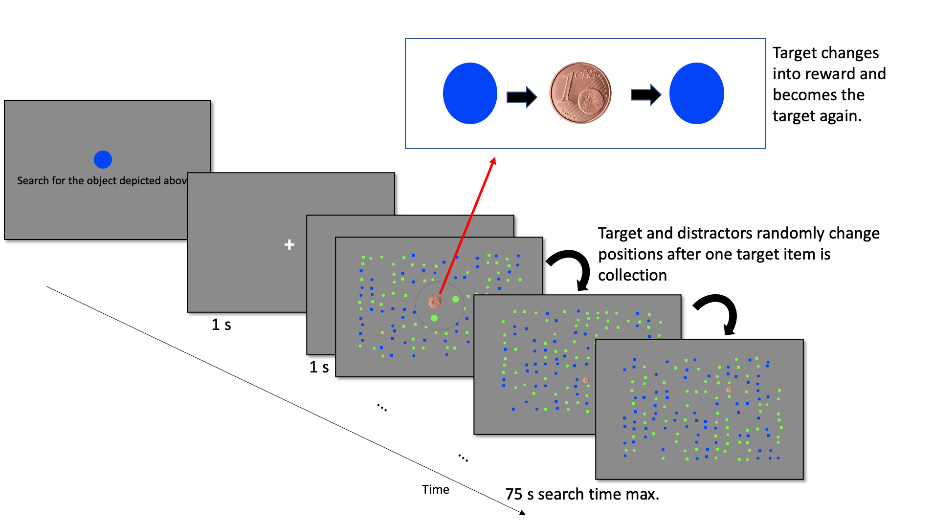 Target changes
into reward and
becomes the
target again.
1
Search for the object depicted above
Target and distractors randomly change
positions after one target item is
collection
+
1 s
1 s
...
...
Time
75 s search time max.